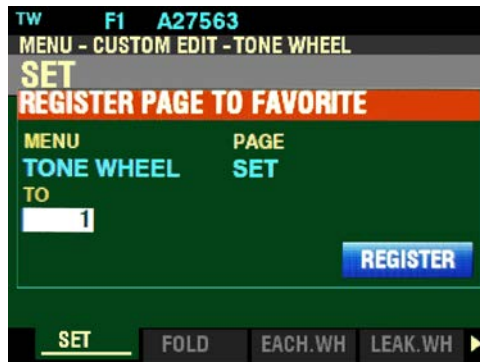 TW F1 A27563
MENU - CUSTOM EDIT - TONE WHEEL
SET
REGISTER PAGE TO FAVORITE
MENU PAGE
TONE WHEEL SET
TO
1
REGISTER
SET FOLD EACH.WH LEAK.WH